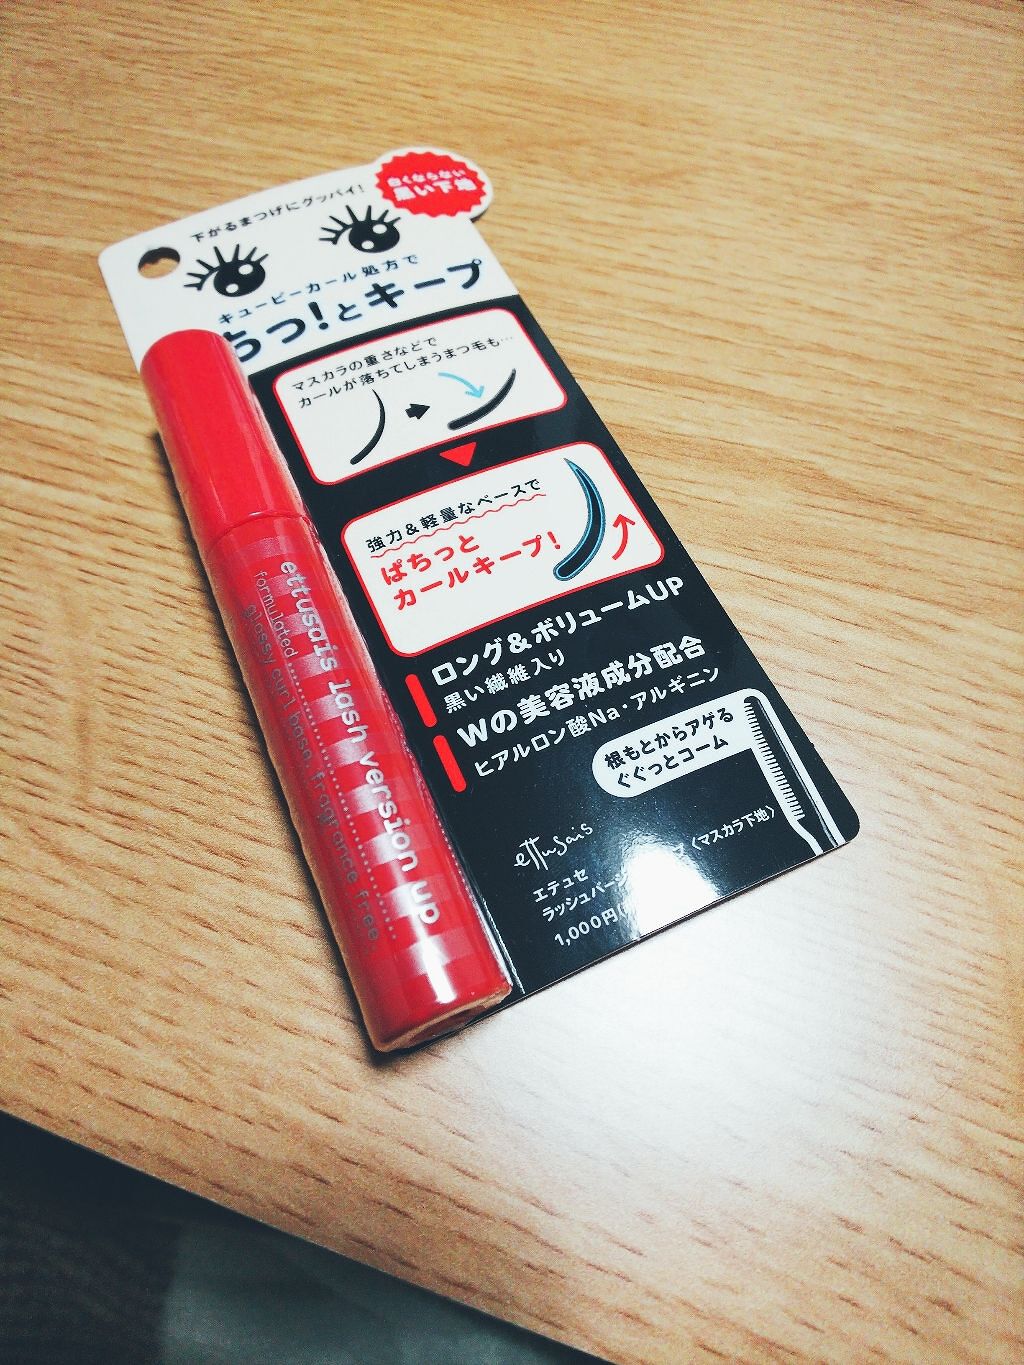 白くならない
黒い下地
下がるまつげにグッバイ!
キューピーカール処方で
ちっ!とキープ
マスカラの重さなどで
カールが落ちてしまうまつ毛も…
強力&軽量なベースで
ぱちっと
カールキープ!
ロング&ボリュームUP
黒い繊維入り
Wの美容液成分配合
ヒアルロン酸Na・アルギニン
根もとからアゲる
ぐぐっとコーム
ettusais
エテュセ
ラッシュバージ
〈マスカラ下地〉
1,000円
ettusais lash version up
formulated
glossy curl base, fragrance free